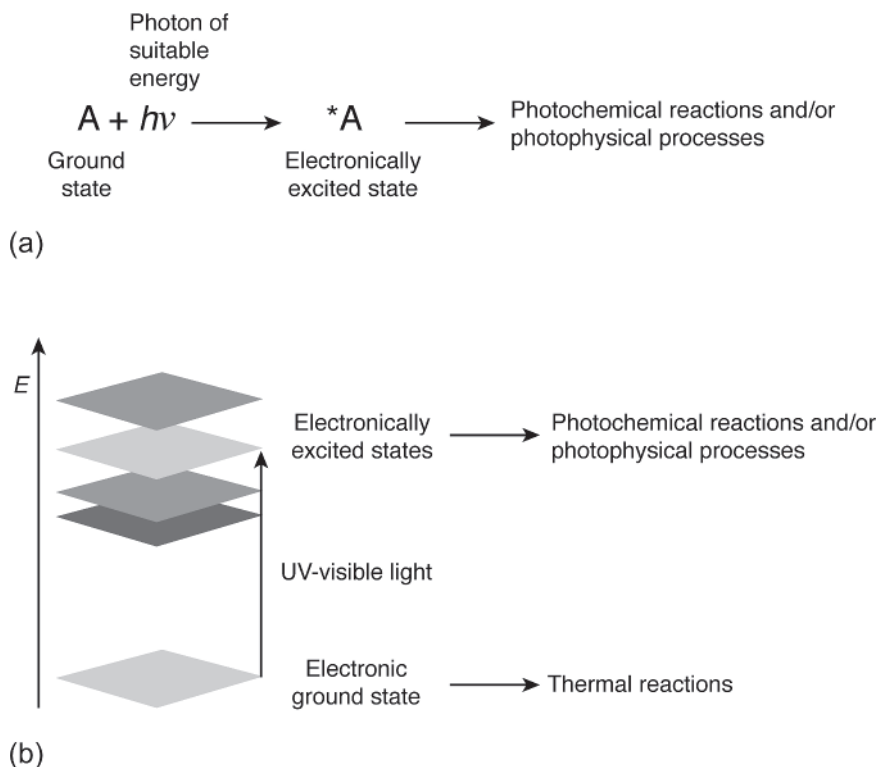 Photon of
suitable
energy
A + hν
*A
Photochemical reactions and/or
photophysical processes
Ground
state
Electronically
excited state
(a)
E
Electronically
excited states
Photochemical reactions and/or
photophysical processes
UV-visible light
Electronic
ground state
Thermal reactions
(b)